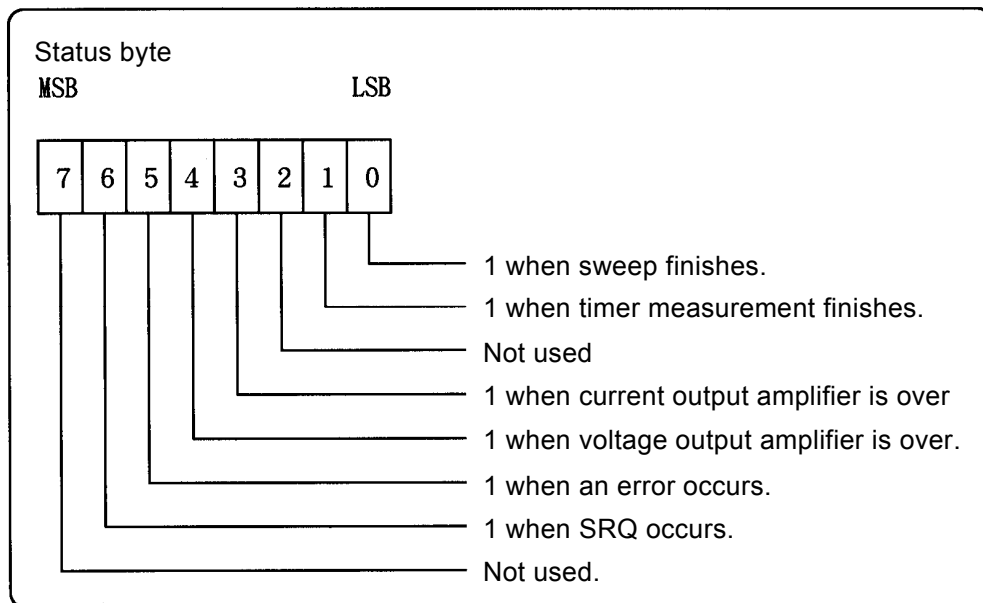 Status byte
MSB LSB
7 6 5 4 3 2 1 0
1 when sweep finishes.
1 when timer measurement finishes.
Not used
1 when current output amplifier is over
1 when voltage output amplifier is over.
1 when an error occurs.
1 when SRQ occurs.
Not used.